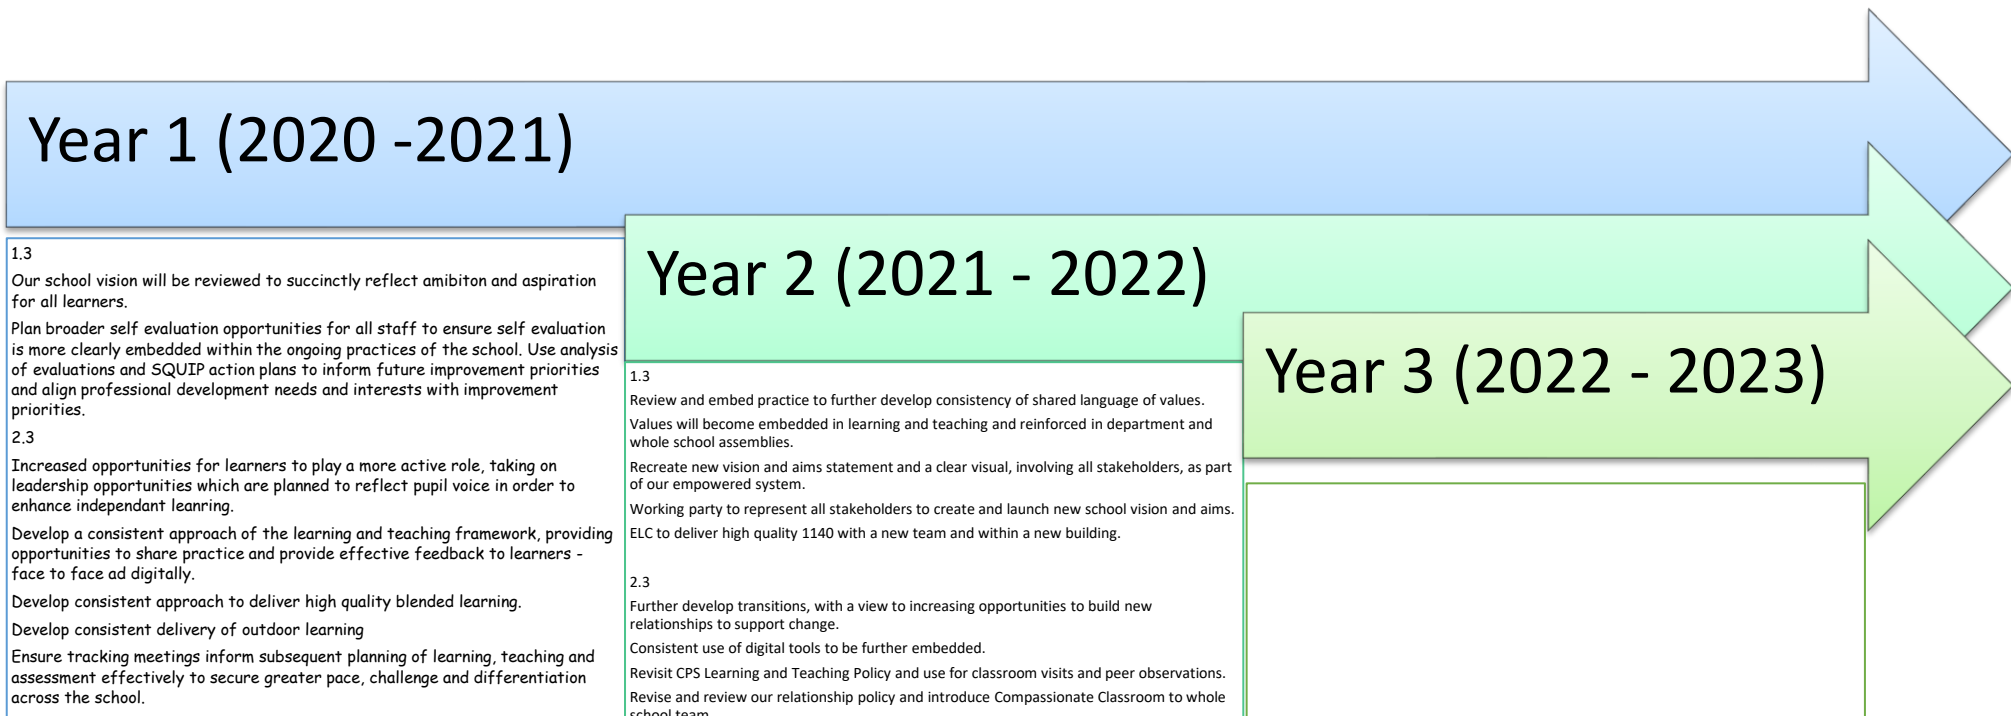 Year 1 (2020 -2021)
1.3
Our school vision will be reviewed to succinctly reflect amibiton and aspiration
for all learners.
Plan broader self evaluation opportunities for all staff to ensure self evaluation
is more clearly embedded within the ongoing practices of the school. Use analysis
of evaluations and SQUIP action plans to inform future improvement priorities
and align professional development needs and interests with improvement
priorities.
2.3
Increased opportunities for learners to play a more active role, taking on
leadership opportunities which are planned to reflect pupil voice in order to
enhance independant leanring.
Develop a consistent approach of the learning and teaching framework, providing
opportunities to share practice and provide effective feedback to learners -
face to face ad digitally.
Develop consistent approach to deliver high quality blended learning.
Develop consistent delivery of outdoor learning
Ensure tracking meetings inform subsequent planning of learning, teaching and
assessment effectively to secure greater pace, challenge and differentiation
across the school.
Year 2 (2021 - 2022)
1.3
Review and embed practice to further develop consistency of shared language of values.
Values will become embedded in learning and teaching and reinforced in department and
whole school assemblies.
Recreate new vision and aims statement and a clear visual, involving all stakeholders, as part
of our empowered system.
Working party to represent all stakeholders to create and launch new school vision and aims.
ELC to deliver high quality 1140 with a new team and within a new building.
2.3
Further develop transitions, with a view to increasing opportunities to build new
relationships to support change.
Consistent use of digital tools to be further embedded.
Revisit CPS Learning and Teaching Policy and use for classroom visits and peer observations.
Revise and review our relationship policy and introduce Compassionate Classroom to whole
school team
Year 3 (2022 - 2023)